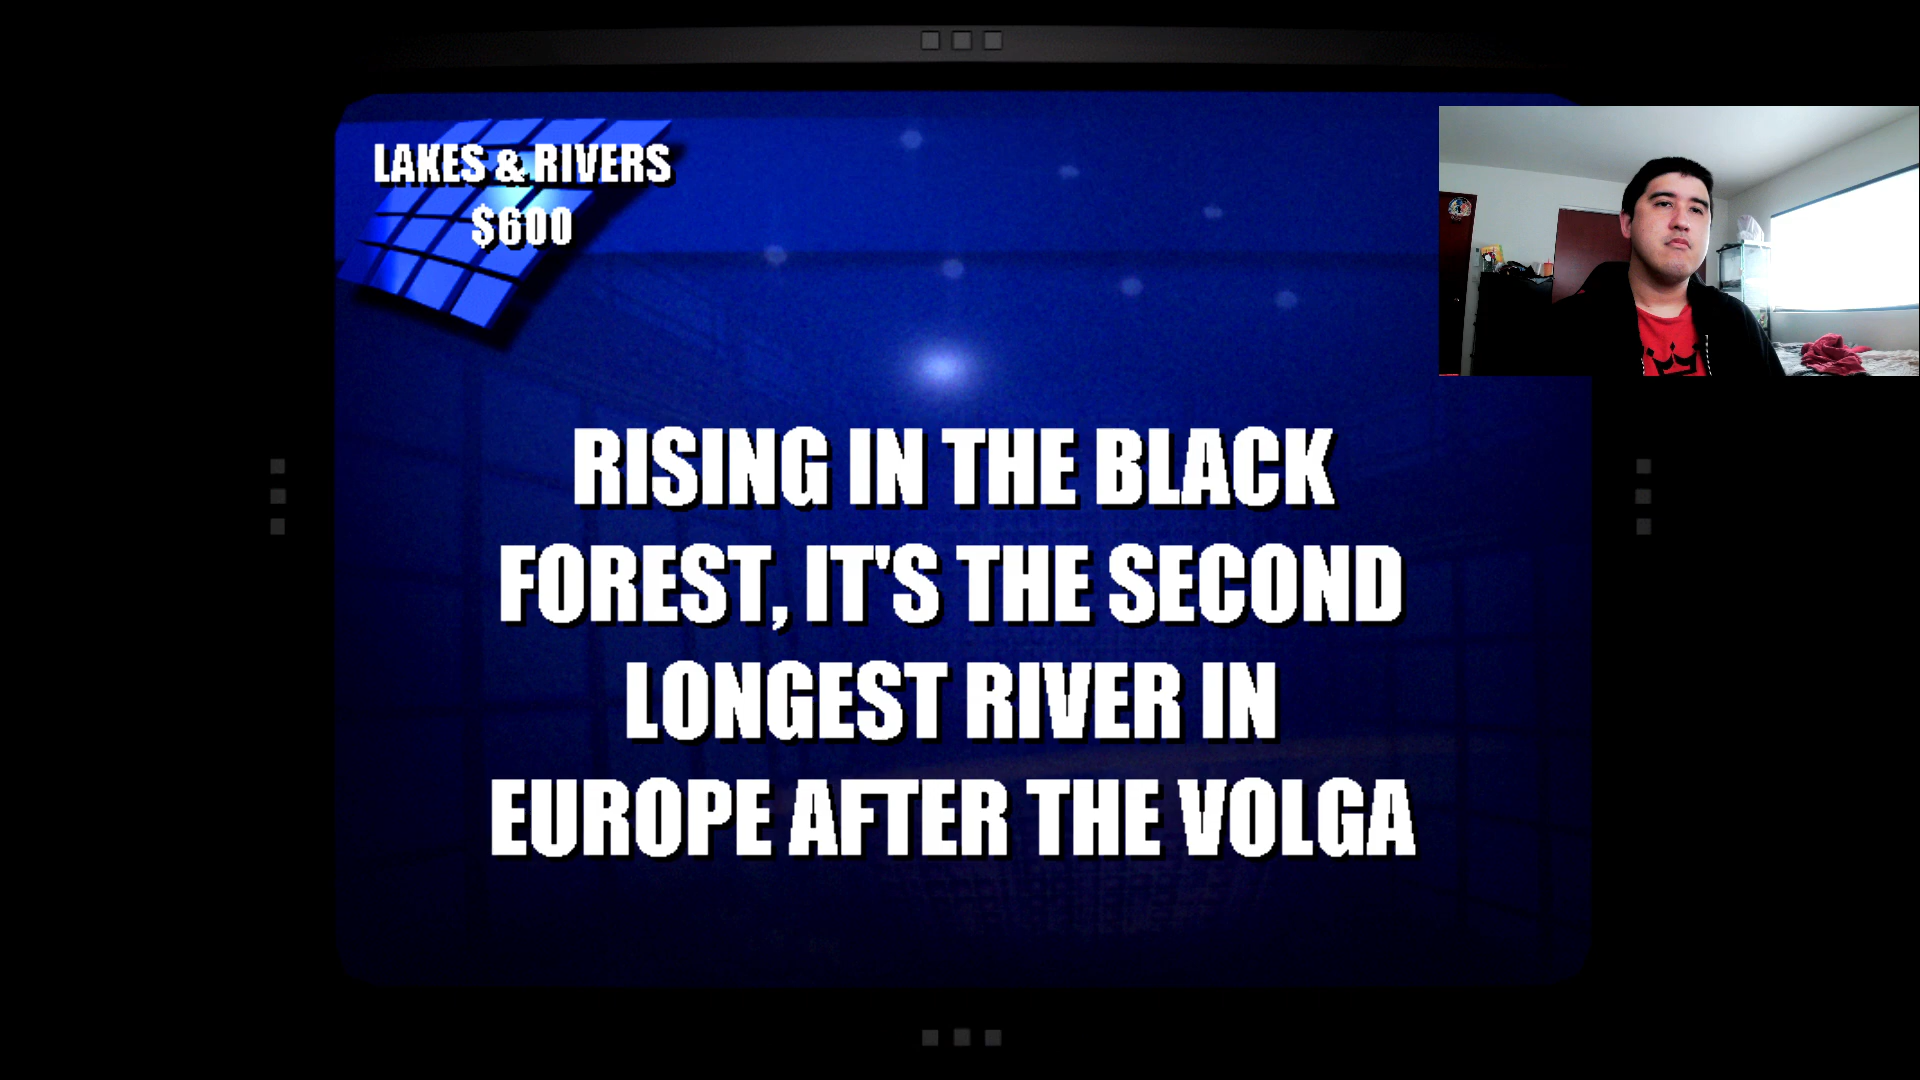 LAKES & RIVERS
$600
RISING IN THE BLACK
FOREST, IT'S THE SECOND
LONGEST RIVER IN
EUROPE AFTER THE VOLGA